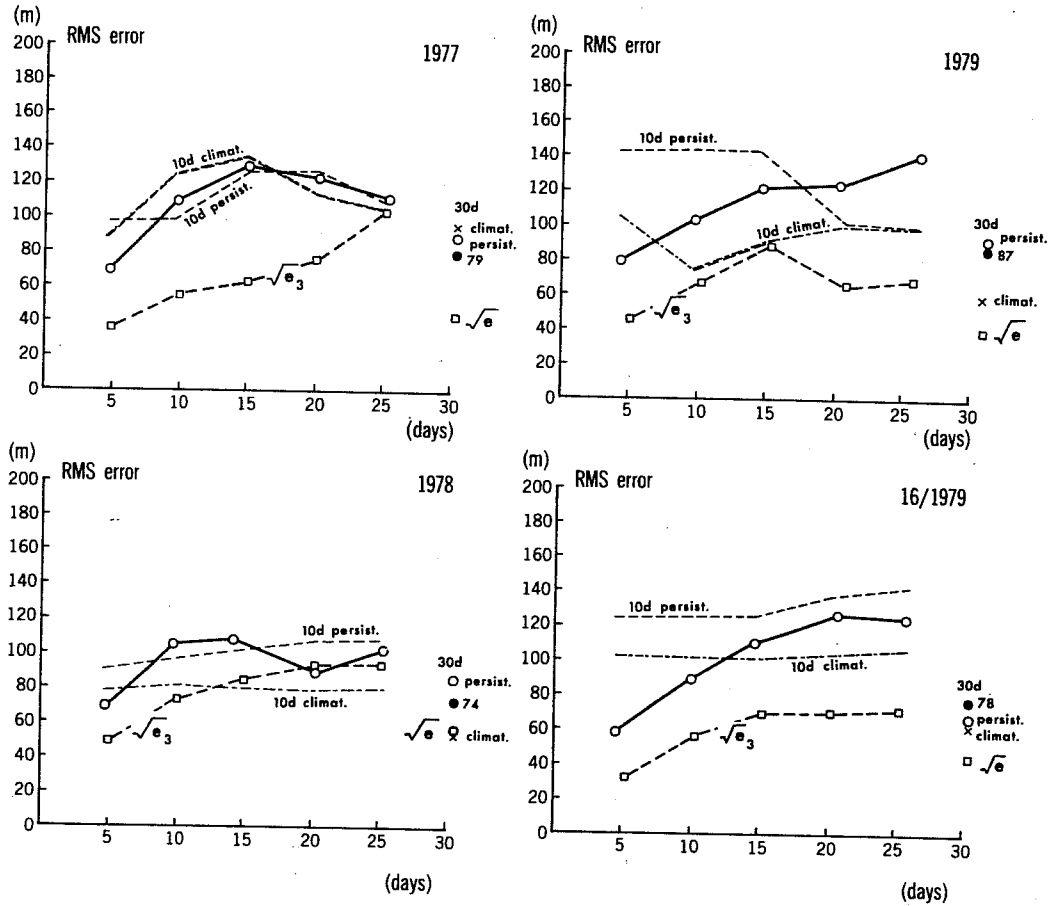 (m)
RMS error
1977
200
180
160
140
120
100
80
60
40
20
0
10d climat.
10d persist.
√e3
30d
climat.
persist.
79
√e
5 10 15 20 25 30
(days)
(m)
RMS error
1979
200
180
160
140
120
100
80
60
40
20
0
10d persist.
10d climat.
√e3
30d
persist.
87
climat.
√e
5 10 15 20 25 30
(days)
(m)
RMS error
1978
200
180
160
140
120
100
80
60
40
20
0
10d persist.
10d climat.
√e3
30d
persist.
74
√e climat.
5 10 15 20 25 30
(days)
(m)
RMS error
16/1979
200
180
160
140
120
100
80
60
40
20
0
10d persist.
10d climat.
√e3
30d
78
persist.
climat.
√e
5 10 15 20 25 30
(days)